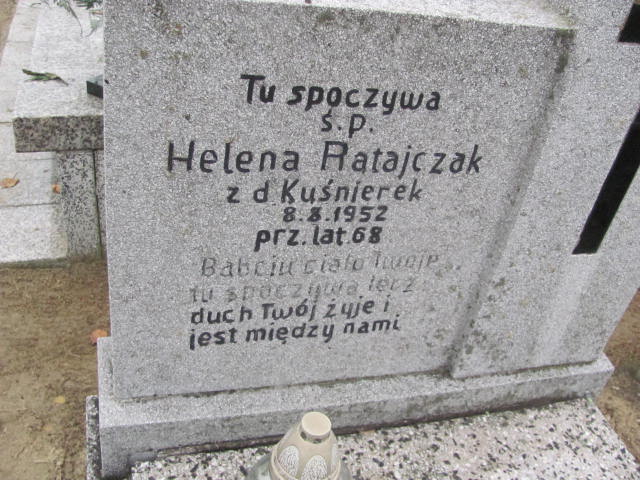 Tu spoczywa
ś.p.
Helena Ratajczak
z d Kuśnierek
8.8.1952
prz. lat.68
Babciu ciało Twoje
tu spoczywa lecz
duch Twój żyje i
jest między nami